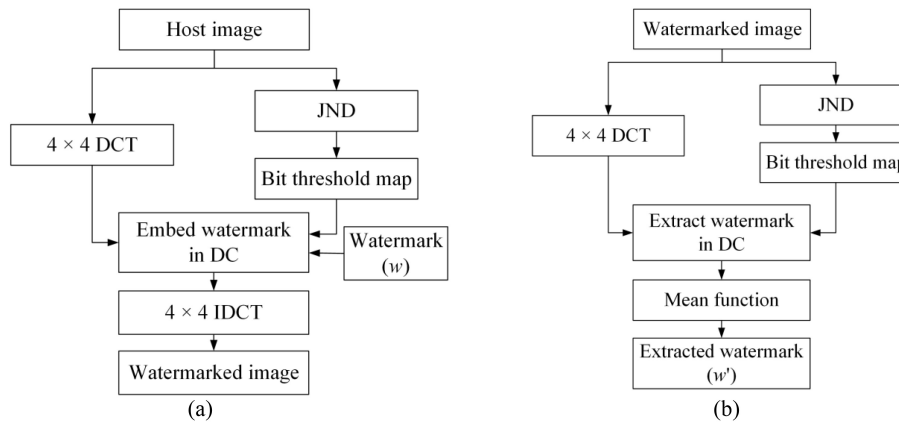 Host image
JND
4 × 4 DCT
Bit threshold map
Embed watermark
in DC
Watermark
(w)
4 × 4 IDCT
Watermarked image
(a)
Watermarked image
JND
4 × 4 DCT
Bit threshold map
Extract watermark
in DC
Mean function
Extracted watermark
(w')
(b)